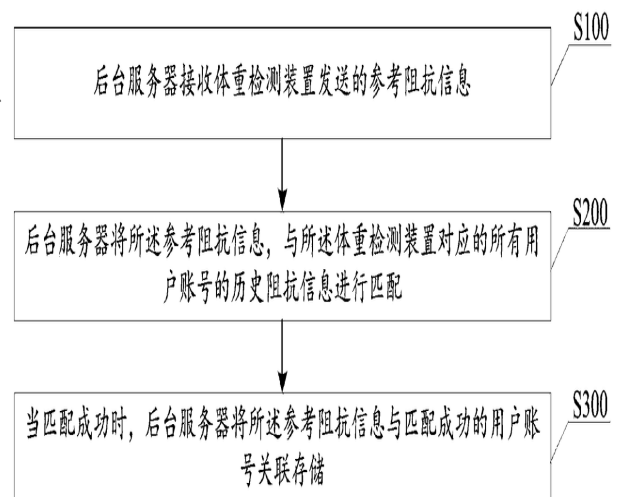 S100
后台服务器接收体重检测装置发送的参考阻抗信息
S200
后台服务器将所述参考阻抗信息，与所述体重检测装置对应的所有用
户账号的历史阻抗信息进行匹配
S300
当匹配成功时，后台服务器将所述参考阻抗信息与匹配成功的用户账
号关联存储